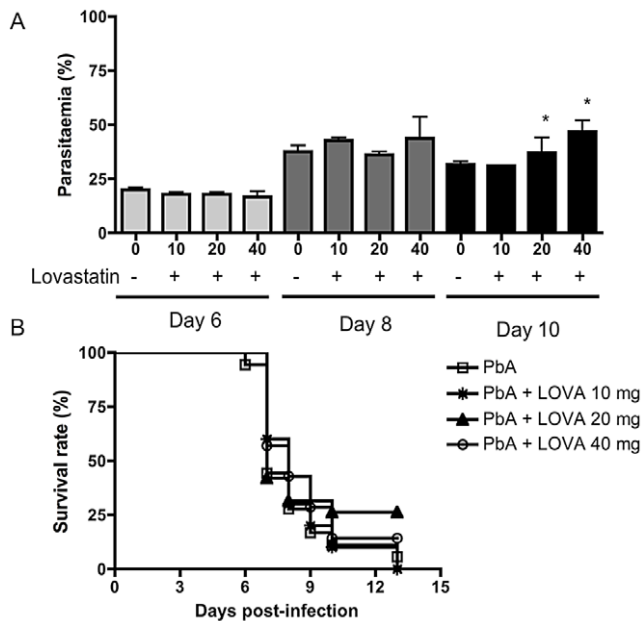 A
Parasitaemia (%)
100
75
50
25
0
0 10 20 40 0 10 20 40 0 10 20 40
Lovastatin - + + + - + + + - + + +
* *
Day 6 Day 8 Day 10
B
Survival rate (%)
100
75
50
25
0
0 3 6 9 12 15
Days post-infection
PbA
PbA + LOVA 10 mg
PbA + LOVA 20 mg
PbA + LOVA 40 mg